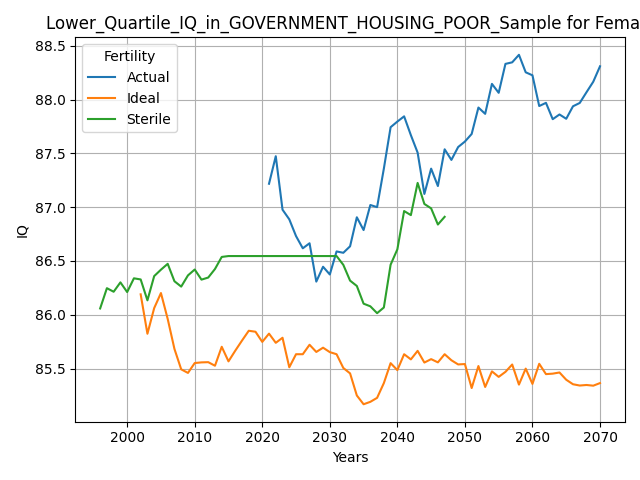 Lower_Quartile_IQ_in_GOVERNMENT_HOUSING_POOR_Sample for Fema
Fertility
Actual
Ideal
Sterile
88.5
88.0
87.5
87.0
86.5
86.0
85.5
IQ
2000 2010 2020 2030 2040 2050 2060 2070
Years